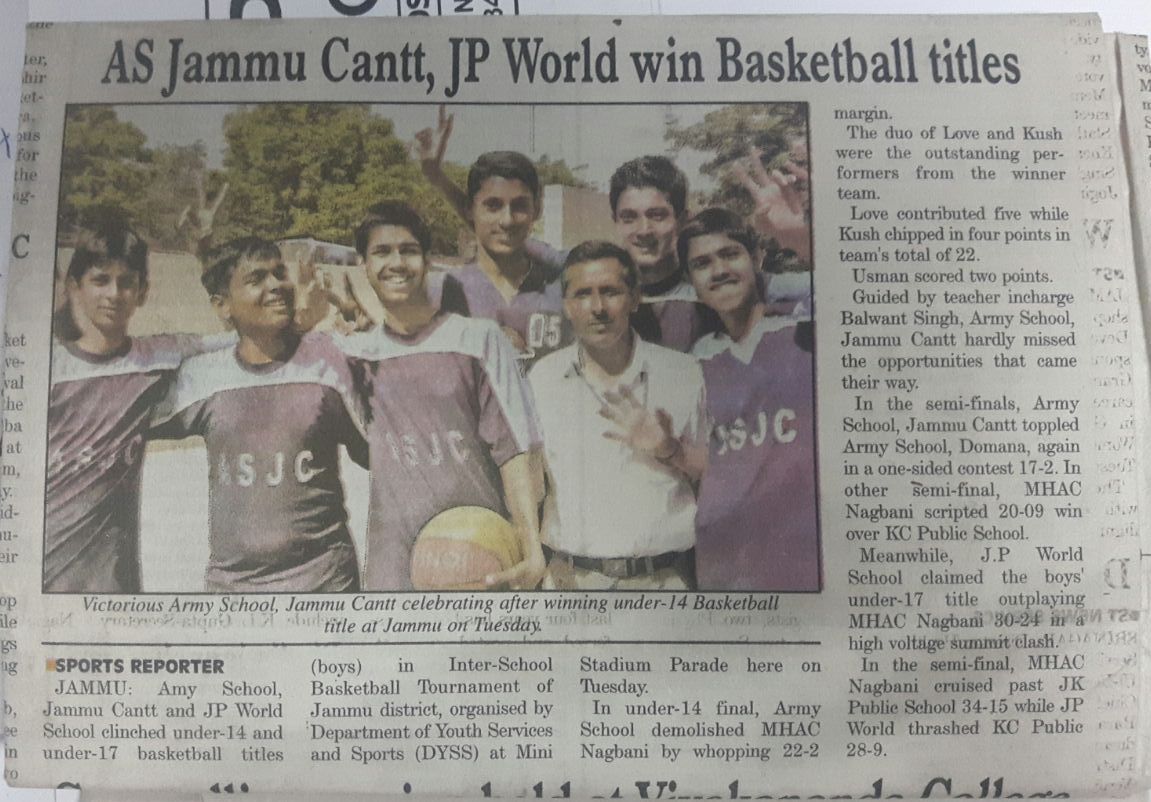 AS Jammu Cantt, JP World win Basketball titles
05
ASJC
ASJC
ASJC
Victorious Army School, Jammu Cantt celebrating after winning under-14 Basketball
title at Jammu on Tuesday.
SPORTS REPORTER
JAMMU: Amy School,
Jammu Cantt and JP World
School clinched under-14 and
under-17 basketball titles
(boys) in Inter-School
Basketball Tournament of
Jammu district, organised by
Department of Youth Services
and Sports (DYSS) at Mini
Stadium Parade here on
Tuesday.
In under-14 final, Army
School demolished MHAC
Nagbani by whopping 22-2
margin.
The duo of Love and Kush
were the outstanding per-
formers from the winner
team.
Love contributed five while
Kush chipped in four points in
team's total of 22.
Usman scored two points.
Guided by teacher incharge
Balwant Singh, Army School,
Jammu Cantt hardly missed
the opportunities that came
their way.
In the semi-finals, Army
School, Jammu Cantt toppled
Army School, Domana, again
in a one-sided contest 17-2. In
other semi-final, MHAC
Nagbani scripted 20-09 win
over KC Public School.
Meanwhile, J.P World
School claimed the boys'
under-17 title outplaying
MHAC Nagbani 30-24 in a
high voltage summit clash.
In the semi-final, MHAC
Nagbani cruised past JK
Public School 34-15 while JP
World thrashed KC Public
28-9.